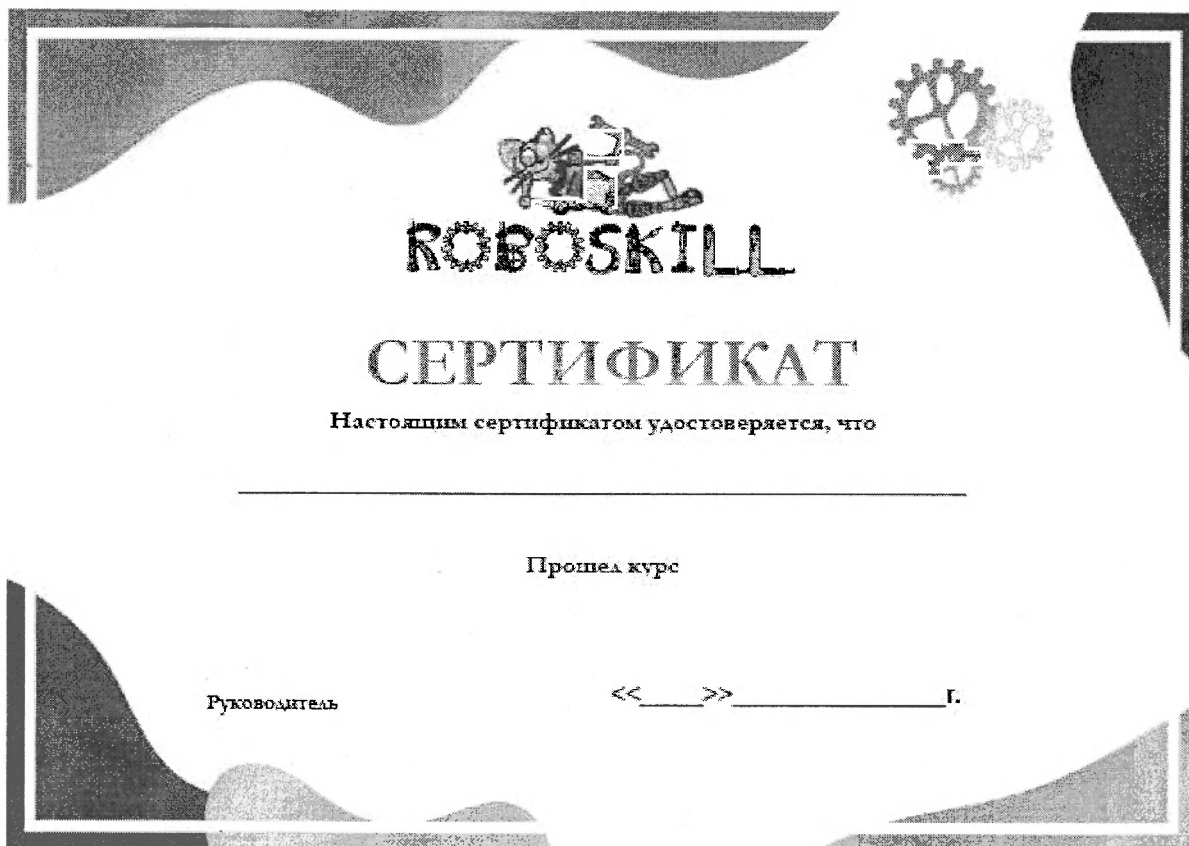 ROBOSKILL
СЕРТИФИКАТ
Настоящим сертификатом удостоверяется, что
Прошел курс
Руководитель
<<____>>______________г.